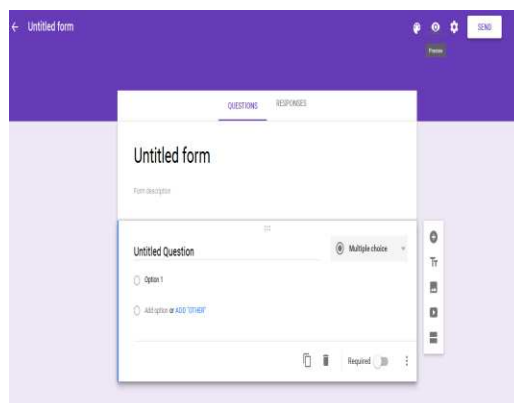 Untitled form
SEND
Preview
QUESTIONS RESPONSES
Untitled form
Form description
Untitled Question
Multiple choice
Option 1
Add option or ADD "OTHER"
Required
Tт